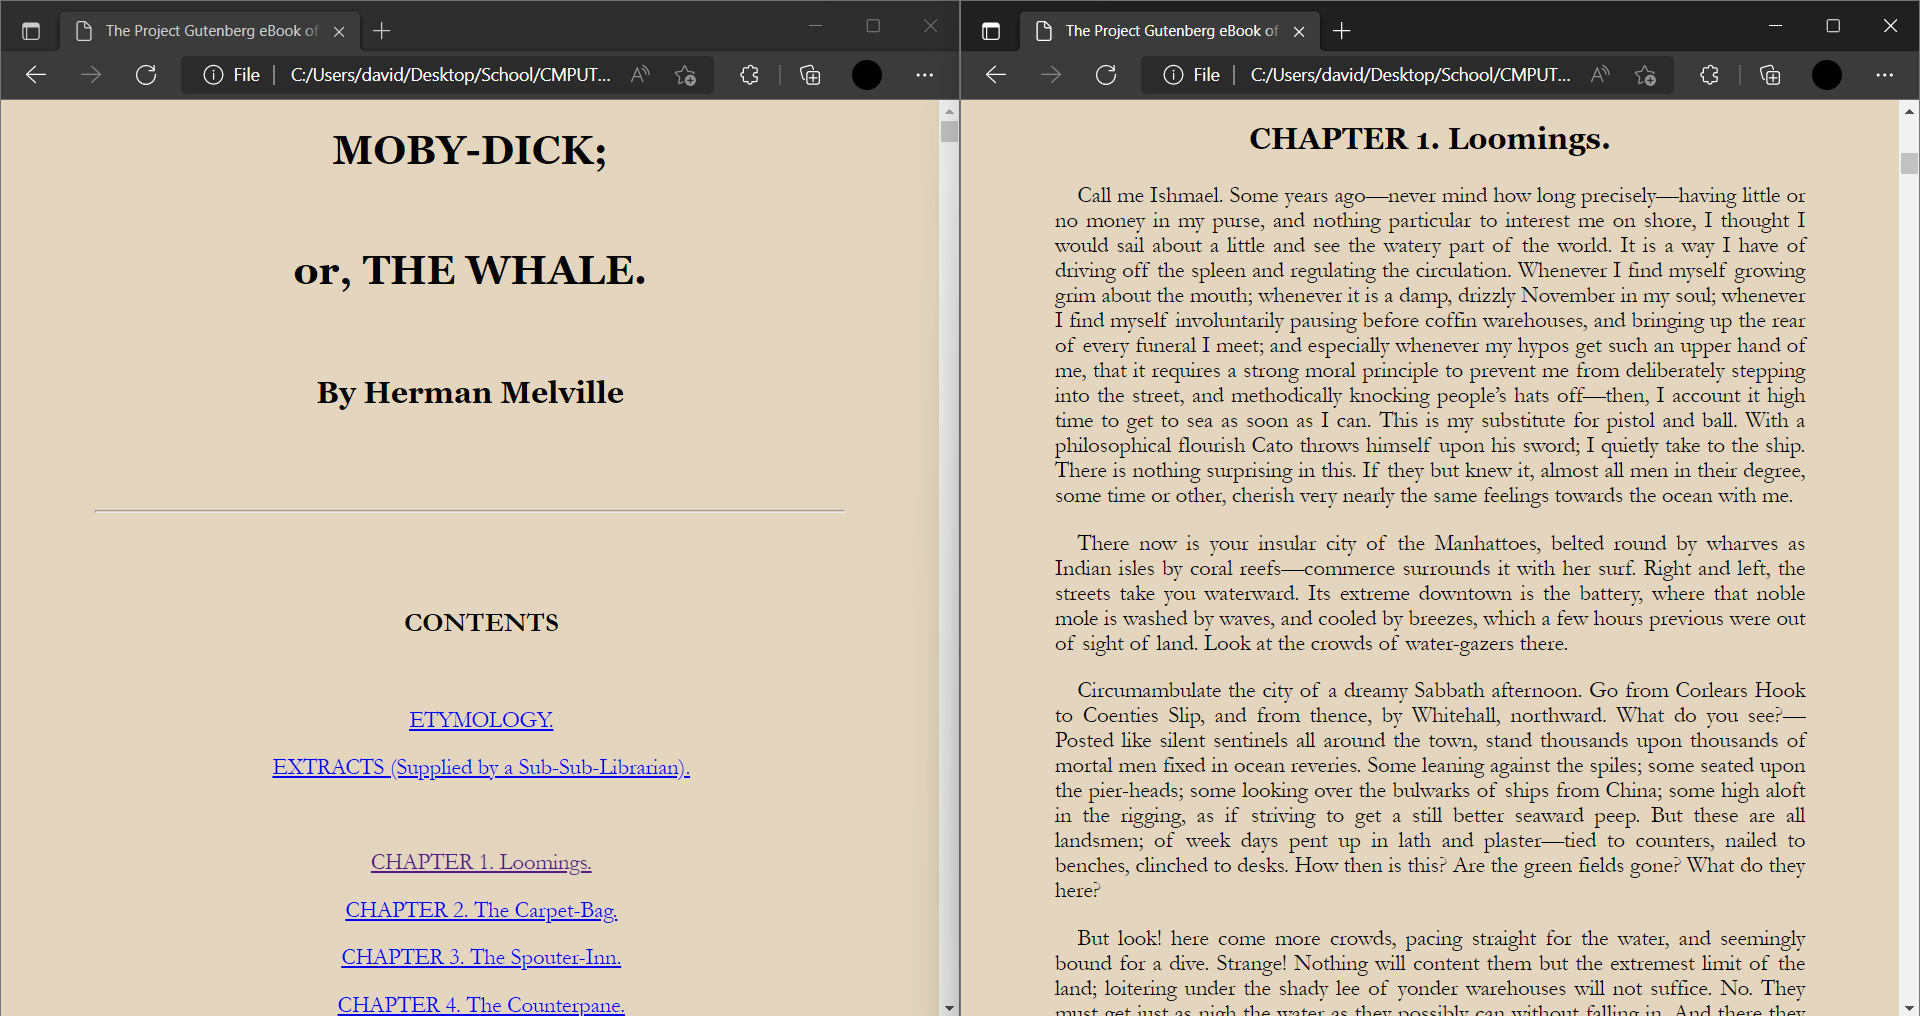 The Project Gutenberg eBook of
File
C:/Users/david/Desktop/School/CMPUT...
MOBY-DICK;
or, THE WHALE.
By Herman Melville
CONTENTS
ETYMOLOGY.
EXTRACTS (Supplied by a Sub-Sub-Librarian).
CHAPTER 1. Loomings.
CHAPTER 2. The Carpet-Bag.
CHAPTER 3. The Spouter-Inn.
CHAPTER 4. The Counterpane.
The Project Gutenberg eBook of
File
C:/Users/david/Desktop/School/CMPUT...
CHAPTER 1. Loomings.
Call me Ishmael. Some years ago—never mind how long precisely—having little or
no money in my purse, and nothing particular to interest me on shore, I thought I
would sail about a little and see the watery part of the world. It is a way I have of
driving off the spleen and regulating the circulation. Whenever I find myself growing
grim about the mouth; whenever it is a damp, drizzly November in my soul; whenever
I find myself involuntarily pausing before coffin warehouses, and bringing up the rear
of every funeral I meet; and especially whenever my hypos get such an upper hand of
me, that it requires a strong moral principle to prevent me from deliberately stepping
into the street, and methodically knocking people’s hats off—then, I account it high
time to get to sea as soon as I can. This is my substitute for pistol and ball. With a
philosophical flourish Cato throws himself upon his sword; I quietly take to the ship.
There is nothing surprising in this. If they but knew it, almost all men in their degree,
some time or other, cherish very nearly the same feelings towards the ocean with me.
There now is your insular city of the Manhattoes, belted round by wharves as
Indian isles by coral reefs—commerce surrounds it with her surf. Right and left, the
streets take you waterward. Its extreme downtown is the battery, where that noble
mole is washed by waves, and cooled by breezes, which a few hours previous were out
of sight of land. Look at the crowds of water-gazers there.
Circumambulate the city of a dreamy Sabbath afternoon. Go from Corlears Hook
to Coenties Slip, and from thence, by Whitehall, northward. What do you see?—
Posted like silent sentinels all around the town, stand thousands upon thousands of
mortal men fixed in ocean reveries. Some leaning against the spiles; some seated upon
the pier-heads; some looking over the bulwarks of ships from China; some high aloft
in the rigging, as if striving to get a still better seaward peep. But these are all
landsmen; of week days pent up in lath and plaster—tied to counters, nailed to
benches, clinched to desks. How then is this? Are the green fields gone? What do they
here?
But look! here come more crowds, pacing straight for the water, and seemingly
bound for a dive. Strange! Nothing will content them but the extremest limit of the
land; loitering under the shady lee of yonder warehouses will not suffice. No. They
must get just as nigh the water as they possibly can without falling in. And there they